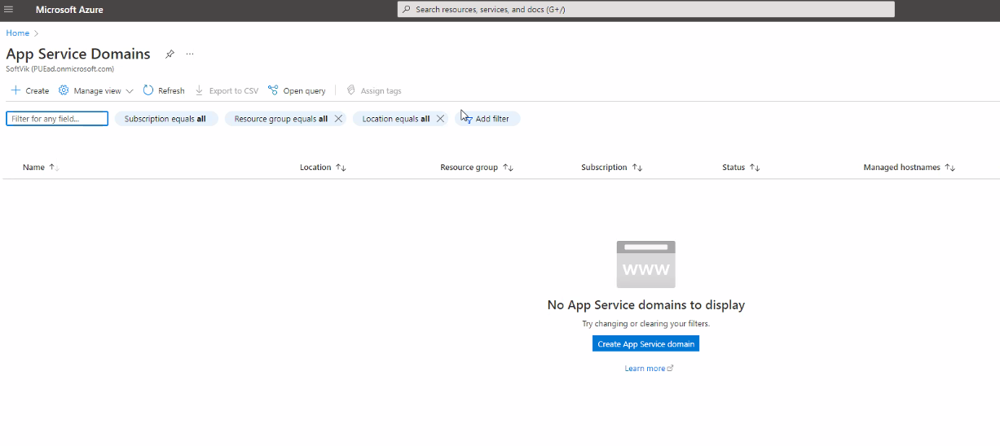 Microsoft Azure
Search resources, services, and docs (G+/)
Home
App Service Domains
SoftVik (PUEad.onmicrosoft.com)
Create Manage view Refresh Export to CSV Open query Assign tags
Filter for any field... Subscription equals all Resource group equals all Location equals all Add filter
Name Location Resource group Subscription Status Managed hostnames
WWW
No App Service domains to display
Try changing or clearing your filters.
Create App Service domain
Learn more